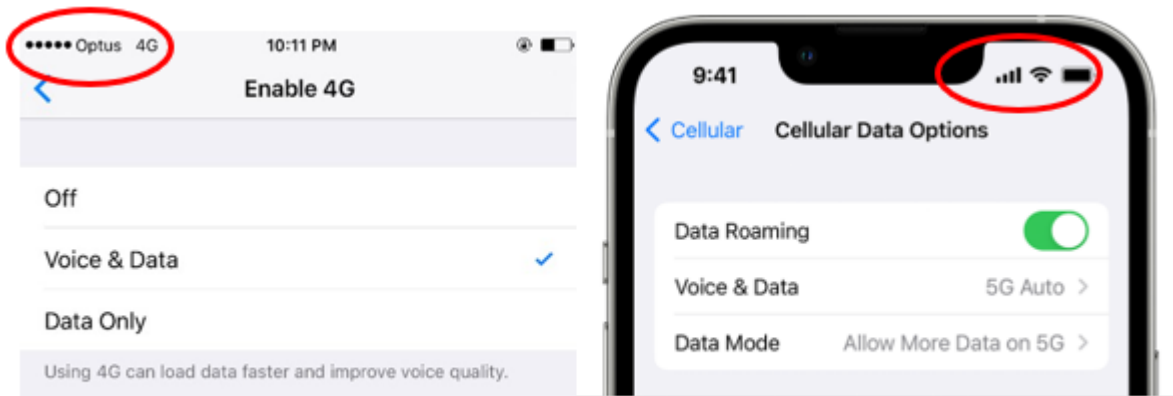 Optus 4G 10:11 PM
Enable 4G
Off
Voice & Data
Data Only
Using 4G can load data faster and improve voice quality.
9:41
Cellular Cellular Data Options
Data Roaming
Voice & Data 5G Auto
Data Mode Allow More Data on 5G